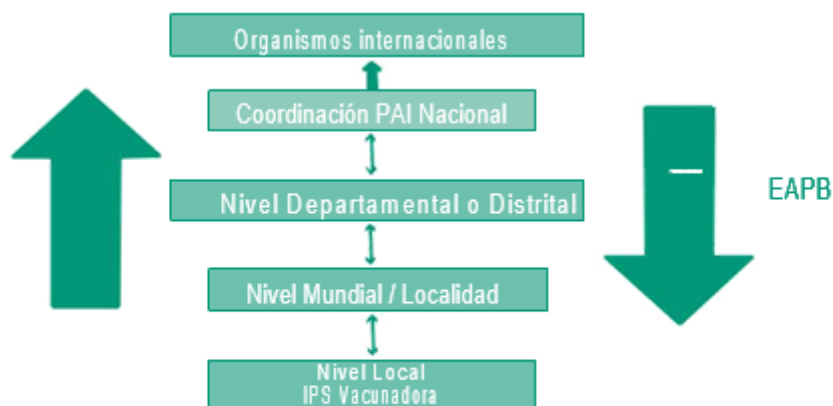 Organismos internacionales
Coordinación PAI Nacional
Nivel Departamental o Distrital
EAPB
Nivel Mundial / Localidad
Nivel Local
IPS Vacunadora